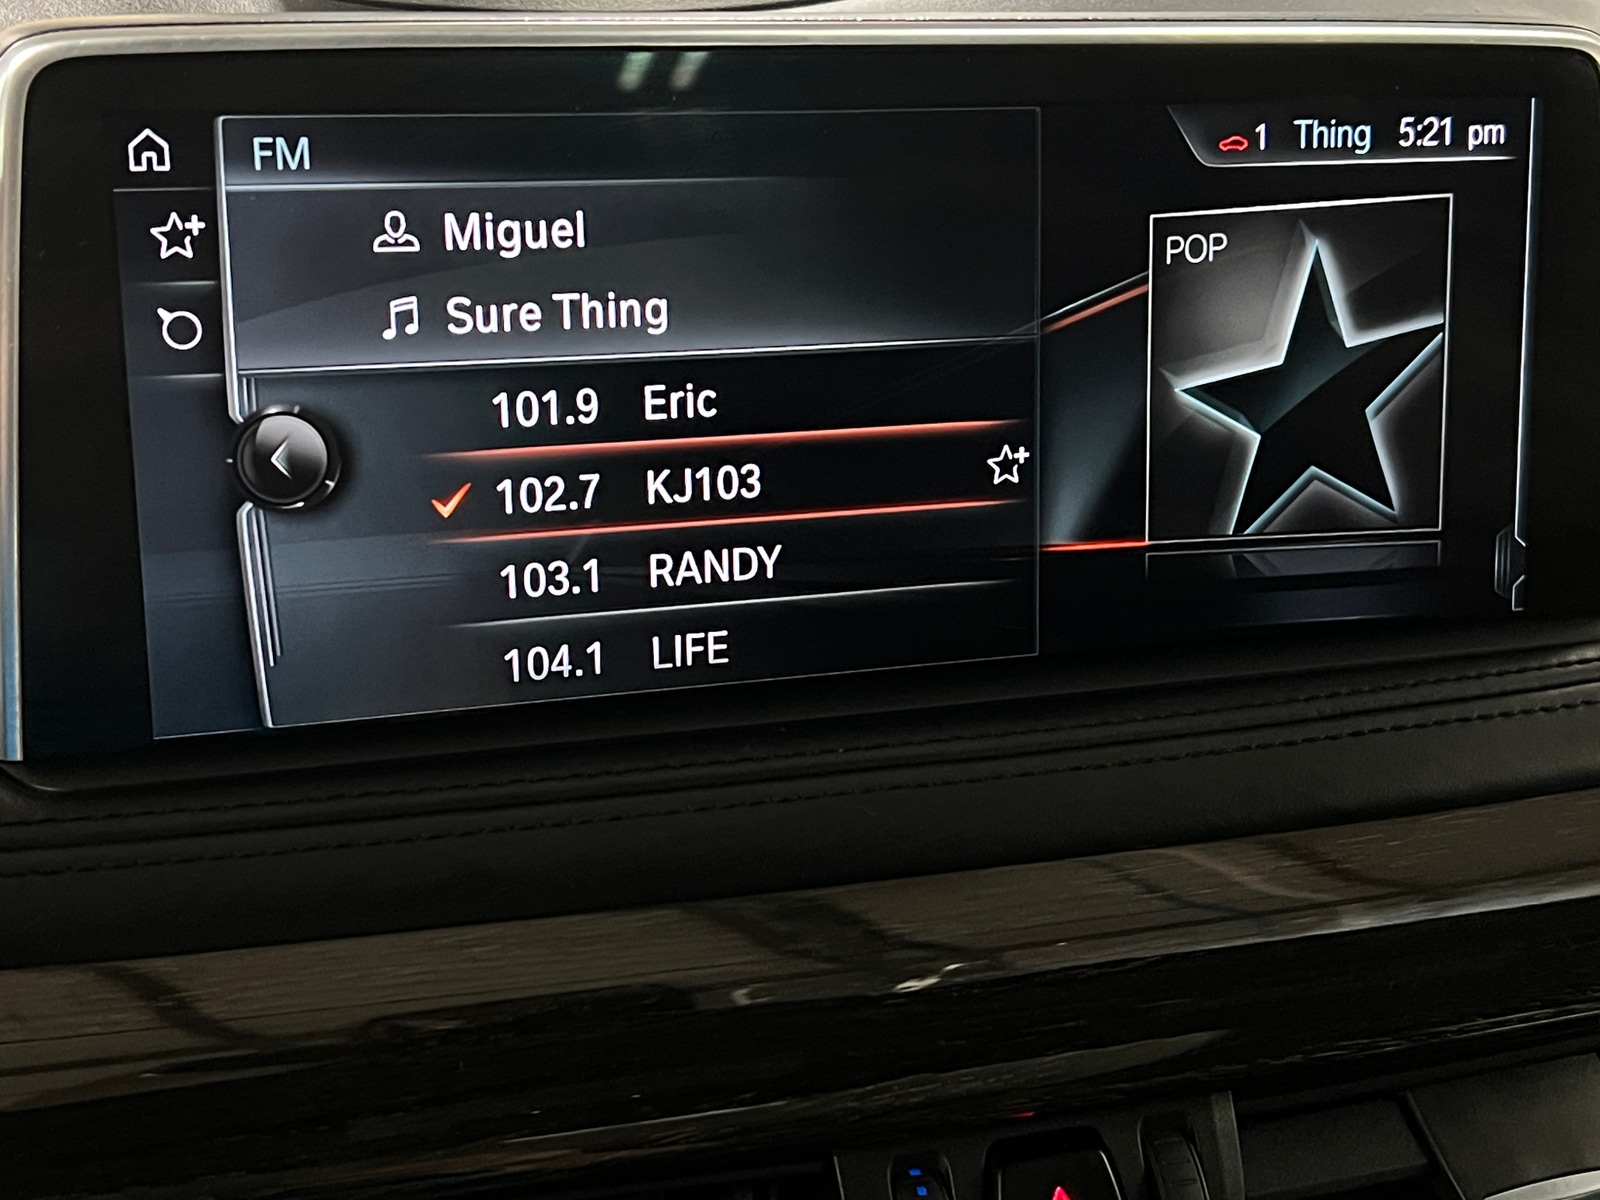 FM
1 Thing 5:21 pm
Miguel
Sure Thing
POP
101.9 Eric
102.7 KJ103
103.1 RANDY
104.1 LIFE